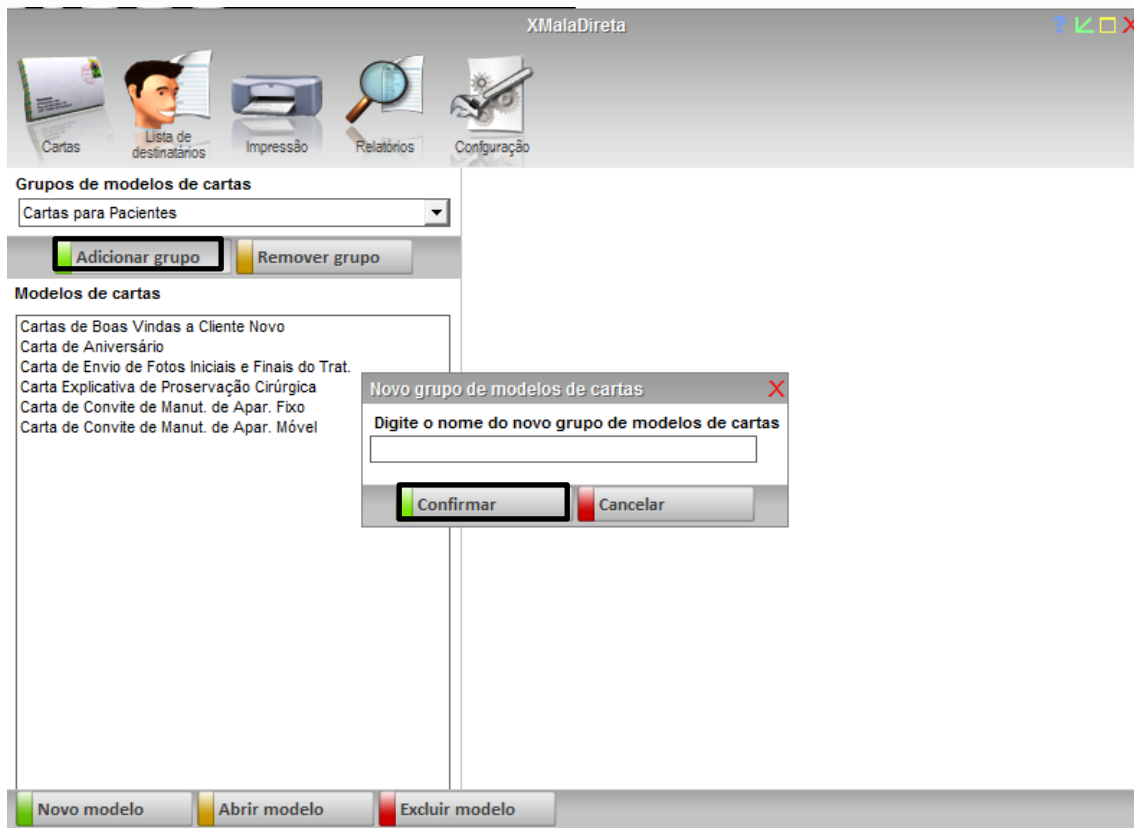 XMalaDireta
?
Cartas
Lista de
destinatários
Impressão
Relatórios
Confguração
Grupos de modelos de cartas
Cartas para Pacientes
Adicionar grupo
Remover grupo
Modelos de cartas
Cartas de Boas Vindas a Cliente Novo
Carta de Aniversário
Carta de Envio de Fotos Iniciais e Finais do Trat.
Carta Explicativa de Proservação Cirúrgica
Carta de Convite de Manut. de Apar. Fixo
Carta de Convite de Manut. de Apar. Móvel
Novo grupo de modelos de cartas
X
Digite o nome do novo grupo de modelos de cartas
Confirmar
Cancelar
Novo modelo
Abrir modelo
Excluir modelo